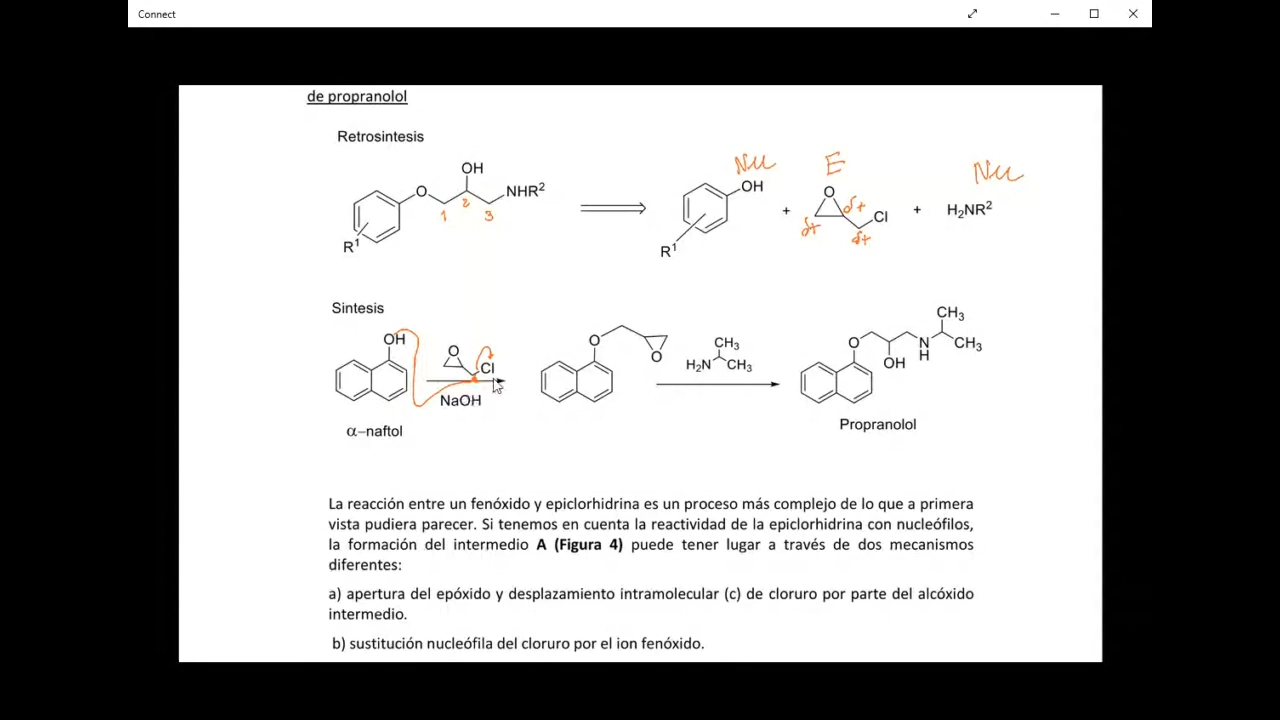 Connect
de propranolol
Retrosintesis
OH
O
NHR²
1
2
3
R¹
Nu
OH
R¹
+
E
O
δ+
δ+
δ+
Cl
+
Nu
H₂NR²
Sintesis
OH
α–naftol
O
Cl
NaOH
O
O
CH₃
H₂N
CH₃
O
OH
N
H
CH₃
CH₃
Propranolol
La reacción entre un fenóxido y epiclorhidrina es un proceso más complejo de lo que a primera
vista pudiera parecer. Si tenemos en cuenta la reactividad de la epiclorhidrina con nucleófilos,
la formación del intermedio A (Figura 4) puede tener lugar a través de dos mecanismos
diferentes:
a) apertura del epóxido y desplazamiento intramolecular (c) de cloruro por parte del alcóxido
intermedio.
b) sustitución nucleófila del cloruro por el ion fenóxido.